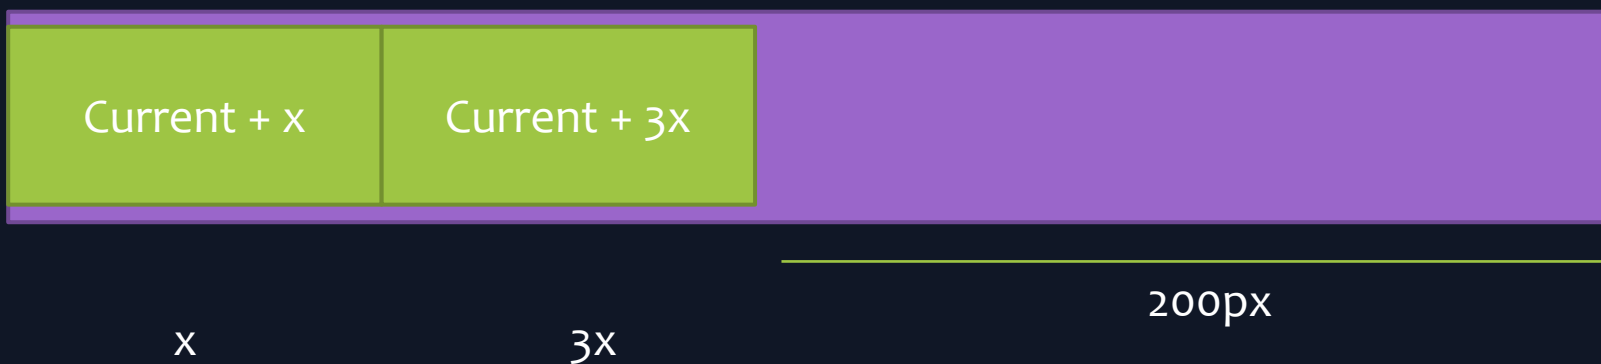 Current + x
Current + 3x
200px
x
3x